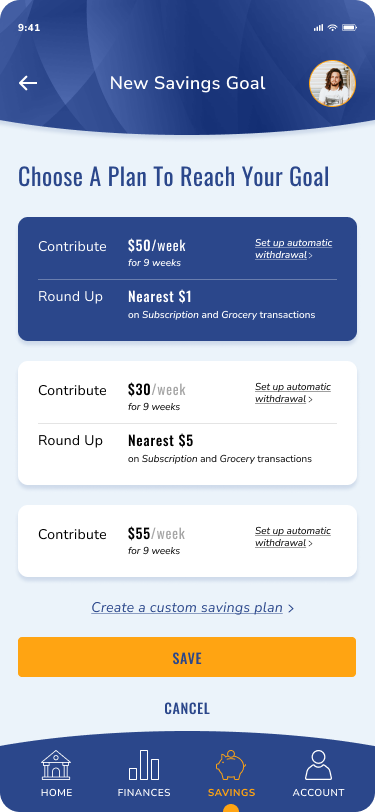 9:41
New Savings Goal
Choose A Plan To Reach Your Goal
Contribute $50/week Set up automatic
for 9 weeks withdrawal >
Round Up Nearest $1
on Subscription and Grocery transactions
Contribute $30/week Set up automatic
for 9 weeks withdrawal >
Round Up Nearest $5
on Subscription and Grocery transactions
Contribute $55/week Set up automatic
for 9 weeks withdrawal >
Create a custom savings plan >
SAVE
CANCEL
HOME FINANCES SAVINGS ACCOUNT